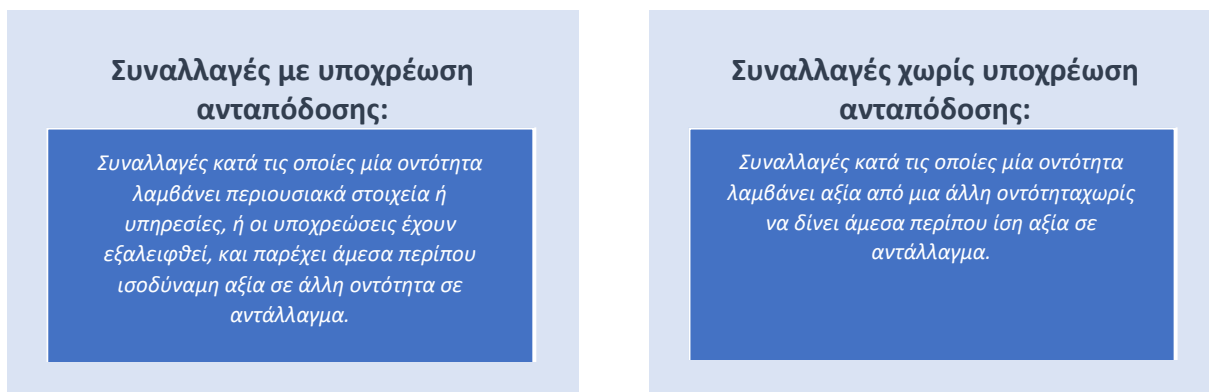 Συναλλαγές με υποχρέωση
ανταπόδοσης:
Συναλλαγές κατά τις οποίες μία οντότητα
λαμβάνει περιουσιακά στοιχεία ή
υπηρεσίες, ή οι υποχρεώσεις έχουν
εξαλειφθεί, και παρέχει άμεσα περίπου
ισοδύναμη αξία σε άλλη οντότητα σε
αντάλλαγμα.
Συναλλαγές χωρίς υποχρέωση
ανταπόδοσης:
Συναλλαγές κατά τις οποίες μία οντότητα
λαμβάνει αξία από μια άλλη οντότηταχωρίς
να δίνει άμεσα περίπου ίση αξία σε
αντάλλαγμα.